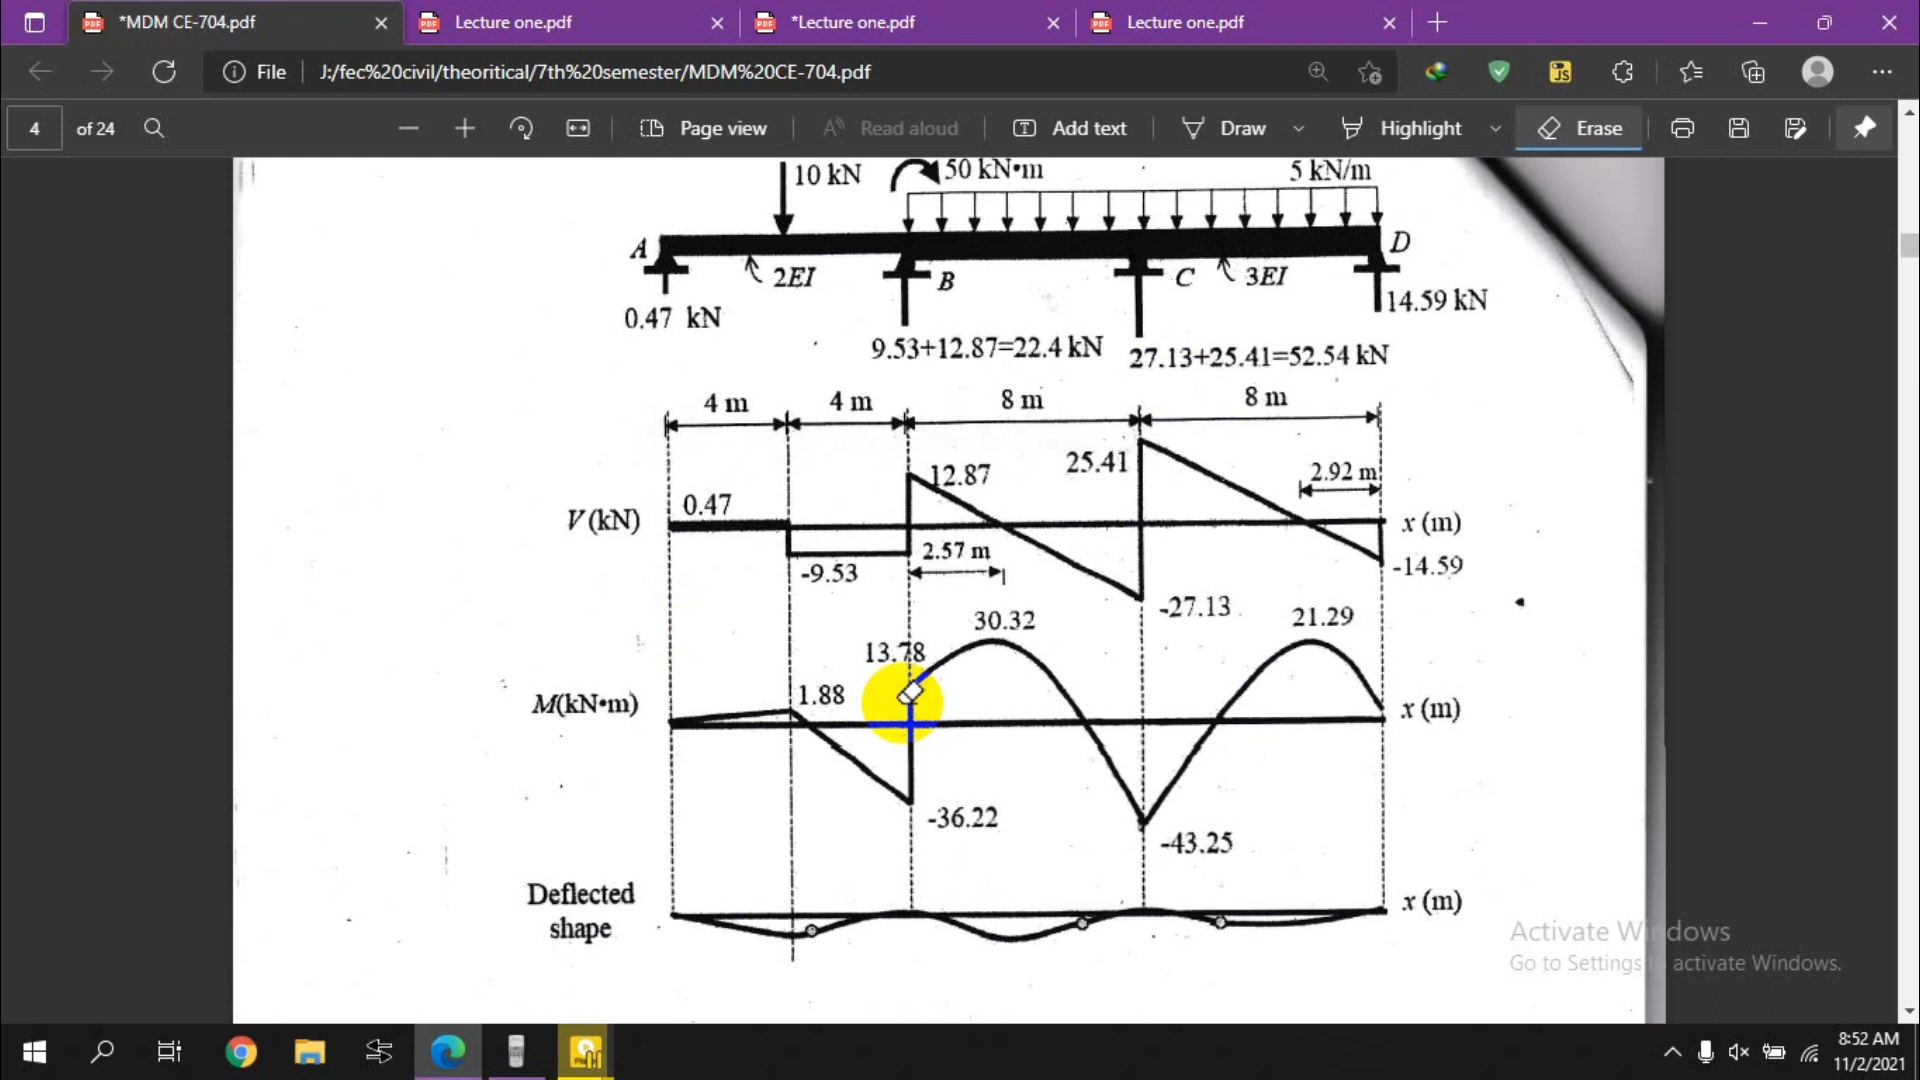 *MDM CE-704.pdf
Lecture one.pdf
*Lecture one.pdf
Lecture one.pdf
File
J:/fec%20civil/theoritical/7th%20semester/MDM%20CE-704.pdf
JS
4
of 24
Page view
Read aloud
Add text
Draw
Highlight
Erase
10 kN
50 kN•m
5 kN/m
A
2EI
B
C
3EI
D
0.47 kN
14.59 kN
9.53+12.87=22.4 kN
27.13+25.41=52.54 kN
4 m
4 m
8 m
8 m
12.87
25.41
2.92 m
V (kN)
0.47
x (m)
-9.53
2.57 m
-14.59
-27.13
30.32
21.29
13.78
M(kN•m)
1.88
x (m)
-36.22
-43.25
Deflected
shape
x (m)
Activate Windows
Go to Settings to activate Windows.
8:52 AM
11/2/2021